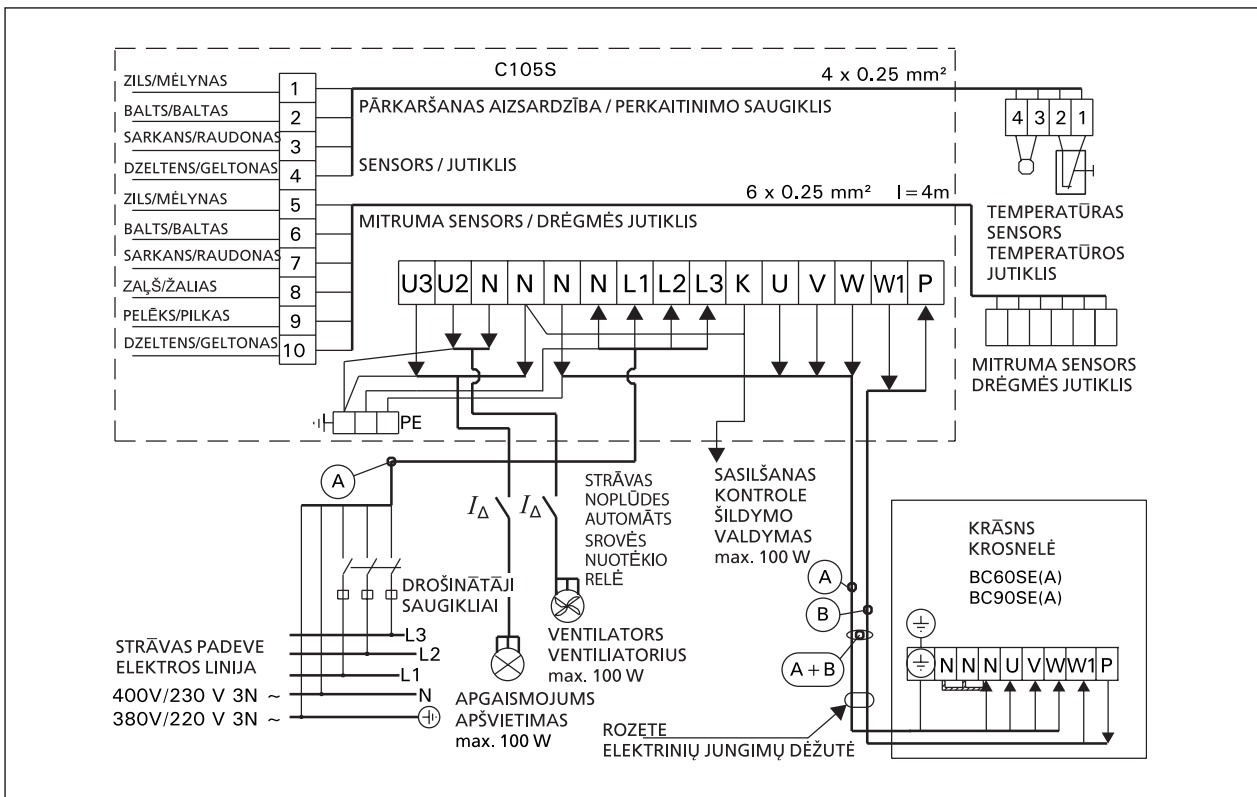 C105S
4 x 0.25 mm²
ZILS/MĖLYNAS 1
BALTS/BALTAS 2
SARKANS/RAUDONAS 3
DZELTENS/GELTONAS 4
ZILS/MĖLYNAS 5
BALTS/BALTAS 6
SARKANS/RAUDONAS 7
ZAĻŠ/ŽALIAS 8
PELĒKS/PILKAS 9
DZELTENS/GELTONAS 10
PĀRKARŠANAS AIZSARDZĪBA / PERKAITINIMO SAUGIKLIS
SENSORS / JUTIKLIS
4 3 2 1
6 x 0.25 mm² l=4m
MITRUMA SENSORS / DRĖGMĖS JUTIKLIS
TEMPERATŪRAS
SENSORS
TEMPERATŪROS
JUTIKLIS
U3 U2 N N N N L1 L2 L3 K U V W W1 P
MITRUMA SENSORS
DRĖGMĖS JUTIKLIS
PE
A
I∆ I∆
STRĀVAS
NOPLŪDES
AUTOMĀTS
SROVĖS
NUOTĖKIO
RELĖ
SASILŠANAS
KONTROLE
ŠILDYMO
VALDYMAS
max. 100 W
DROŠINĀTĀJI
SAUGIKLIAI
A
B
A+B
KRĀSNS
KROSNELĖ
BC60SE(A)
BC90SE(A)
N N N U V W W1 P
STRĀVAS PADEVE
ELEKTROS LINIJA
400V/230 V 3N ~
380V/220 V 3N ~
L3
L2
L1
N
VENTILATORS
VENTILIATORIUS
max. 100 W
APGAISMOJUMS
APŠVIETIMAS
max. 100 W
ROZETE
ELEKTRINIŲ JUNGIMŲ DĖŽUTĖ